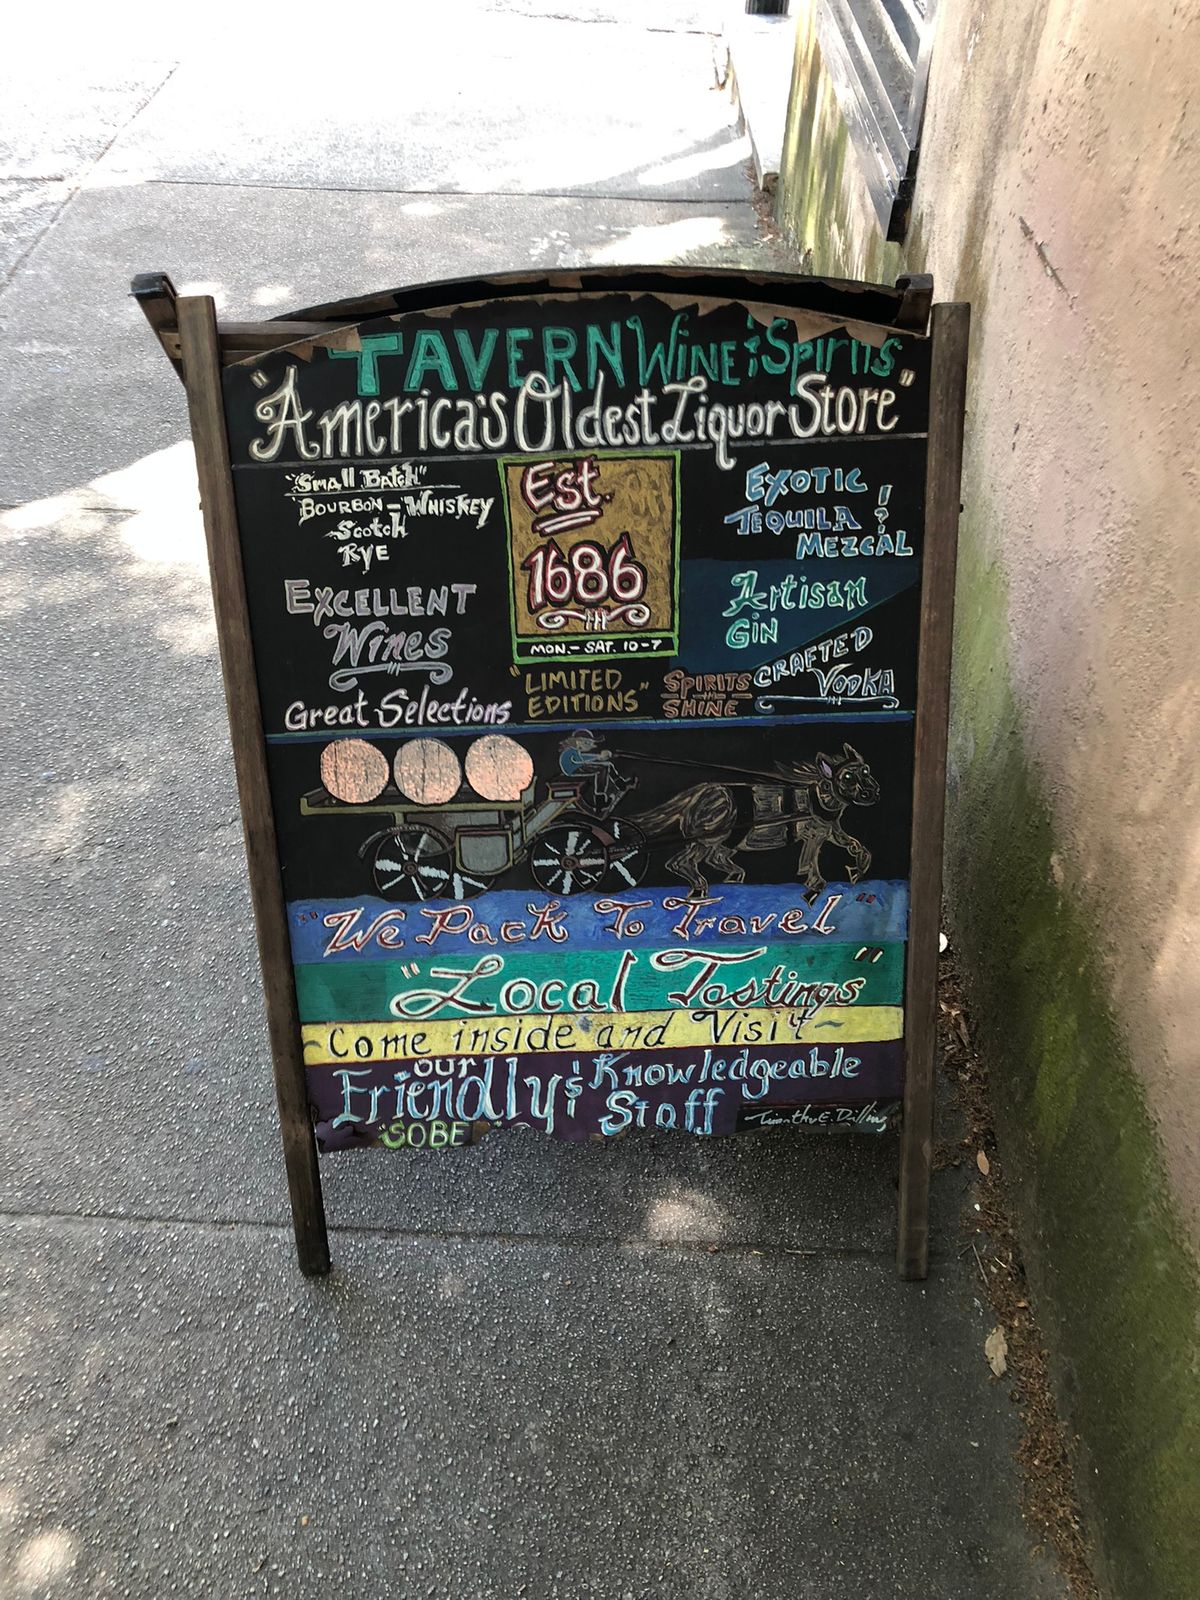 TAVERN Wine & Spirits
"America's Oldest Liquor Store"
"Small Batch"
Bourbon - Whiskey
Scotch
Rye
Excellent
Wines
Great Selections
Est.
1686
MON. - SAT. 10-7
"LIMITED
EDITIONS"
SPIRITS
SHINE
EXOTIC
TEQUILA &
MEZCAL
Artisan
GIN
CRAFTED
VODKA
"We Pack To Travel"
"Local Tastings"
~Come inside and Visit~
our
Friendly & Knowledgeable
Staff
"SOBE
Timothy E. Dilling